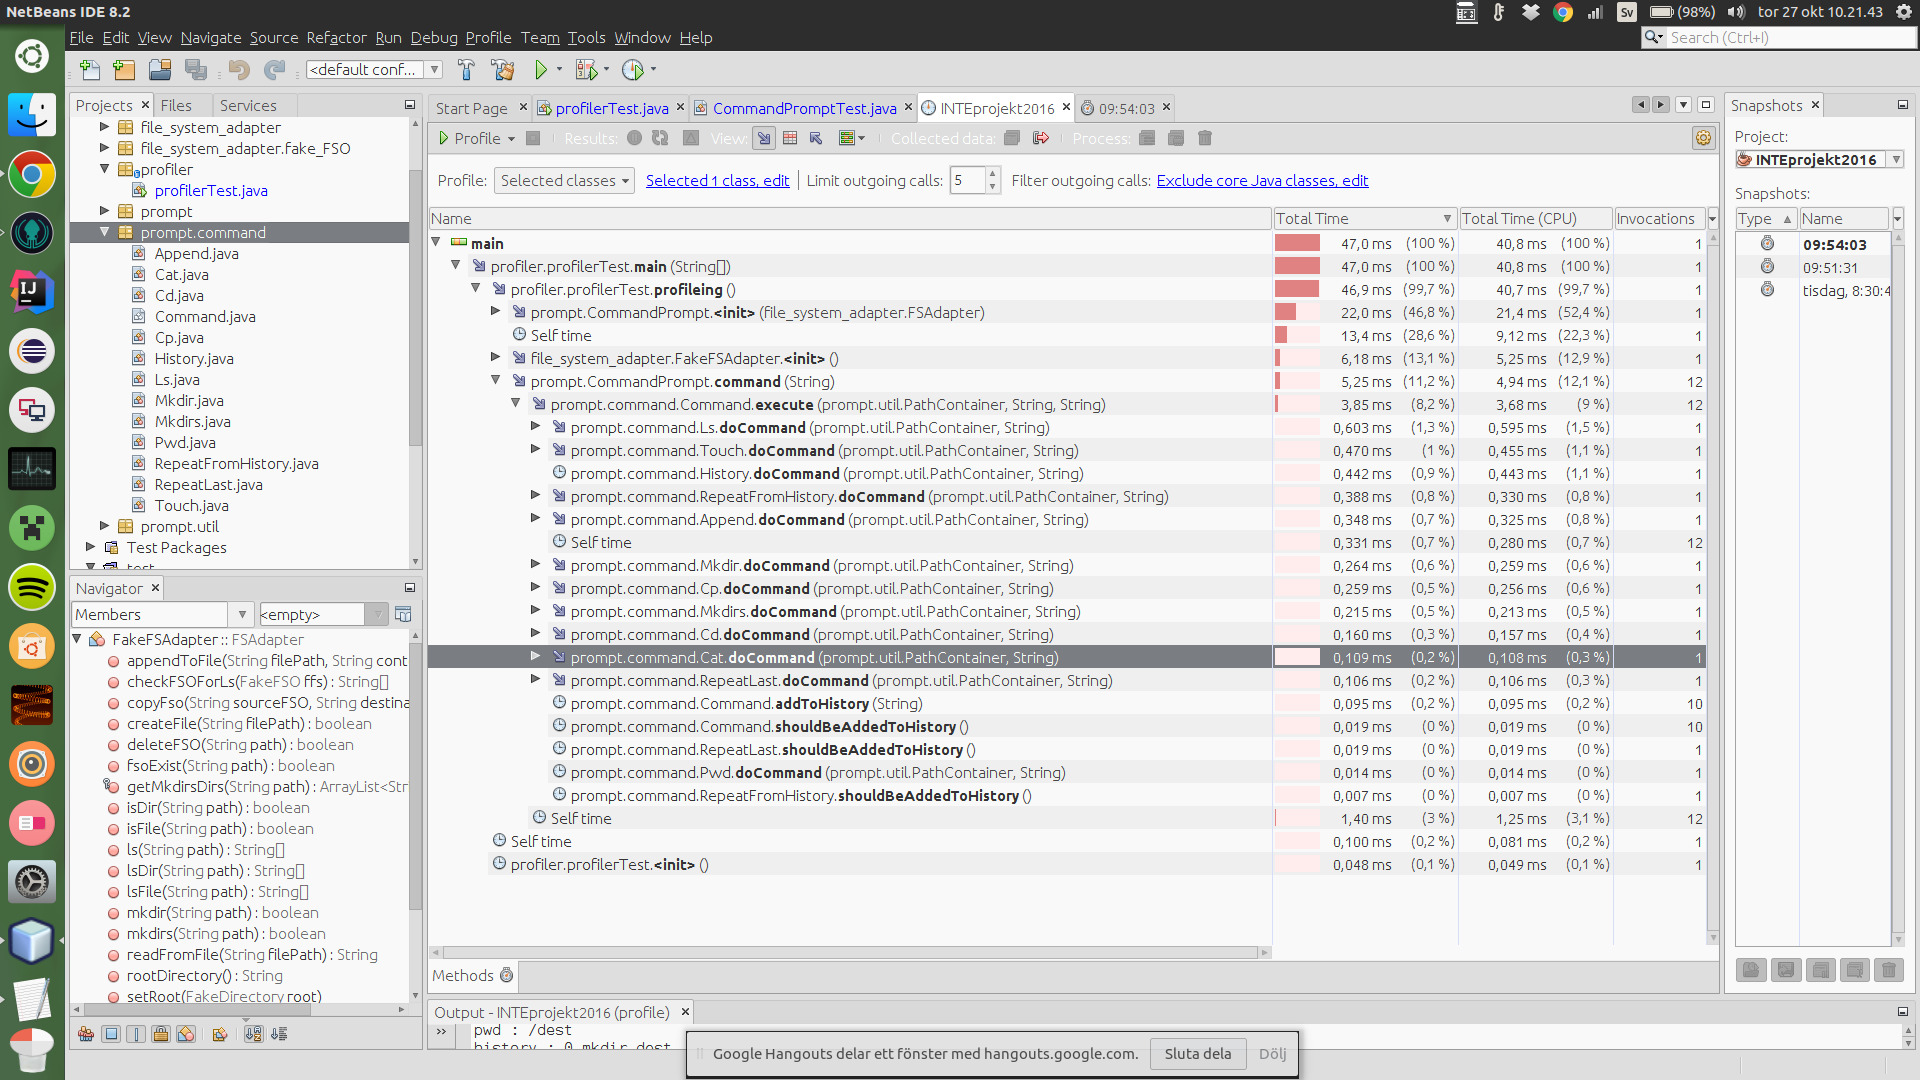 NetBeans IDE 8.2
Sv (98%) tor 27 okt 10.21.43
File Edit View Navigate Source Refactor Run Debug Profile Team Tools Window Help
Search (Ctrl+I)
<default conf...
Projects Files Services
file_system_adapter
file_system_adapter.fake_FSO
profiler
profilerTest.java
prompt
prompt.command
Append.java
Cat.java
Cd.java
Command.java
Cp.java
History.java
Ls.java
Mkdir.java
Mkdirs.java
Pwd.java
RepeatFromHistory.java
RepeatLast.java
Touch.java
prompt.util
Test Packages
test
Navigator
Members <empty>
FakeFSAdapter :: FSAdapter
appendToFile(String filePath, String cont
checkFSOForLs(FakeFSO ffs) : String[]
copyFso(String sourceFSO, String destina
createFile(String filePath) : boolean
deleteFSO(String path) : boolean
fsoExist(String path) : boolean
getMkdirsDirs(String path) : ArrayList<Str
isDir(String path) : boolean
isFile(String path) : boolean
ls(String path) : String[]
lsDir(String path) : String[]
lsFile(String path) : String[]
mkdir(String path) : boolean
mkdirs(String path) : boolean
readFromFile(String filePath) : String
rootDirectory() : String
setRoot(FakeDirectory root)
Start Page profilerTest.java CommandPromptTest.java INTEprojekt2016 09:54:03
Profile Results: View: Collected data: Process:
Profile: Selected classes Selected 1 class, edit Limit outgoing calls: 5 Filter outgoing calls: Exclude core Java classes, edit
Name Total Time Total Time (CPU) Invocations
main 47,0 ms (100 %) 40,8 ms (100 %) 1
profiler.profilerTest.main (String[]) 47,0 ms (100 %) 40,8 ms (100 %) 1
profiler.profilerTest.profileing () 46,9 ms (99,7 %) 40,7 ms (99,7 %) 1
prompt.CommandPrompt.<init> (file_system_adapter.FSAdapter) 22,0 ms (46,8 %) 21,4 ms (52,4 %) 1
Self time 13,4 ms (28,6 %) 9,12 ms (22,3 %) 1
file_system_adapter.FakeFSAdapter.<init> () 6,18 ms (13,1 %) 5,25 ms (12,9 %) 1
prompt.CommandPrompt.command (String) 5,25 ms (11,2 %) 4,94 ms (12,1 %) 12
prompt.command.Command.execute (prompt.util.PathContainer, String, String) 3,85 ms (8,2 %) 3,68 ms (9 %) 12
prompt.command.Ls.doCommand (prompt.util.PathContainer, String) 0,603 ms (1,3 %) 0,595 ms (1,5 %) 1
prompt.command.Touch.doCommand (prompt.util.PathContainer, String) 0,470 ms (1 %) 0,455 ms (1,1 %) 1
prompt.command.History.doCommand (prompt.util.PathContainer, String) 0,442 ms (0,9 %) 0,443 ms (1,1 %) 1
prompt.command.RepeatFromHistory.doCommand (prompt.util.PathContainer, String) 0,388 ms (0,8 %) 0,330 ms (0,8 %) 1
prompt.command.Append.doCommand (prompt.util.PathContainer, String) 0,348 ms (0,7 %) 0,325 ms (0,8 %) 1
Self time 0,331 ms (0,7 %) 0,280 ms (0,7 %) 12
prompt.command.Mkdir.doCommand (prompt.util.PathContainer, String) 0,264 ms (0,6 %) 0,259 ms (0,6 %) 1
prompt.command.Cp.doCommand (prompt.util.PathContainer, String) 0,259 ms (0,5 %) 0,256 ms (0,6 %) 1
prompt.command.Mkdirs.doCommand (prompt.util.PathContainer, String) 0,215 ms (0,5 %) 0,213 ms (0,5 %) 1
prompt.command.Cd.doCommand (prompt.util.PathContainer, String) 0,160 ms (0,3 %) 0,157 ms (0,4 %) 1
prompt.command.Cat.doCommand (prompt.util.PathContainer, String) 0,109 ms (0,2 %) 0,108 ms (0,3 %) 1
prompt.command.RepeatLast.doCommand (prompt.util.PathContainer, String) 0,106 ms (0,2 %) 0,106 ms (0,3 %) 1
prompt.command.Command.addToHistory (String) 0,095 ms (0,2 %) 0,095 ms (0,2 %) 10
prompt.command.Command.shouldBeAddedToHistory () 0,019 ms (0 %) 0,019 ms (0 %) 10
prompt.command.RepeatLast.shouldBeAddedToHistory () 0,019 ms (0 %) 0,019 ms (0 %) 1
prompt.command.Pwd.doCommand (prompt.util.PathContainer, String) 0,014 ms (0 %) 0,014 ms (0 %) 1
prompt.command.RepeatFromHistory.shouldBeAddedToHistory () 0,007 ms (0 %) 0,007 ms (0 %) 1
Self time 1,40 ms (3 %) 1,25 ms (3,1 %) 12
Self time 0,100 ms (0,2 %) 0,081 ms (0,2 %) 1
profiler.profilerTest.<init> () 0,048 ms (0,1 %) 0,049 ms (0,1 %) 1
Methods
Output - INTEprojekt2016 (profile)
pwd : /dest
history : 0 mkdir dest
Snapshots
Project:
INTEprojekt2016
Snapshots:
Type Name
09:54:03
09:51:31
tisdag, 8:30:4
Google Hangouts delar ett fönster med hangouts.google.com. Sluta dela Dölj